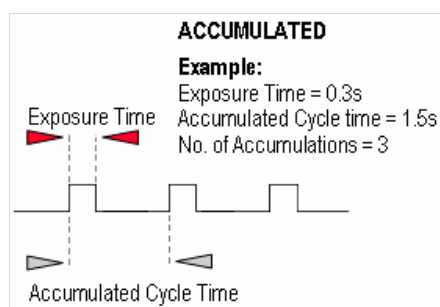 ACCUMULATED
Example:
Exposure Time = 0.3s
Accumulated Cycle time = 1.5s
No. of Accumulations = 3
Exposure Time
Accumulated Cycle Time